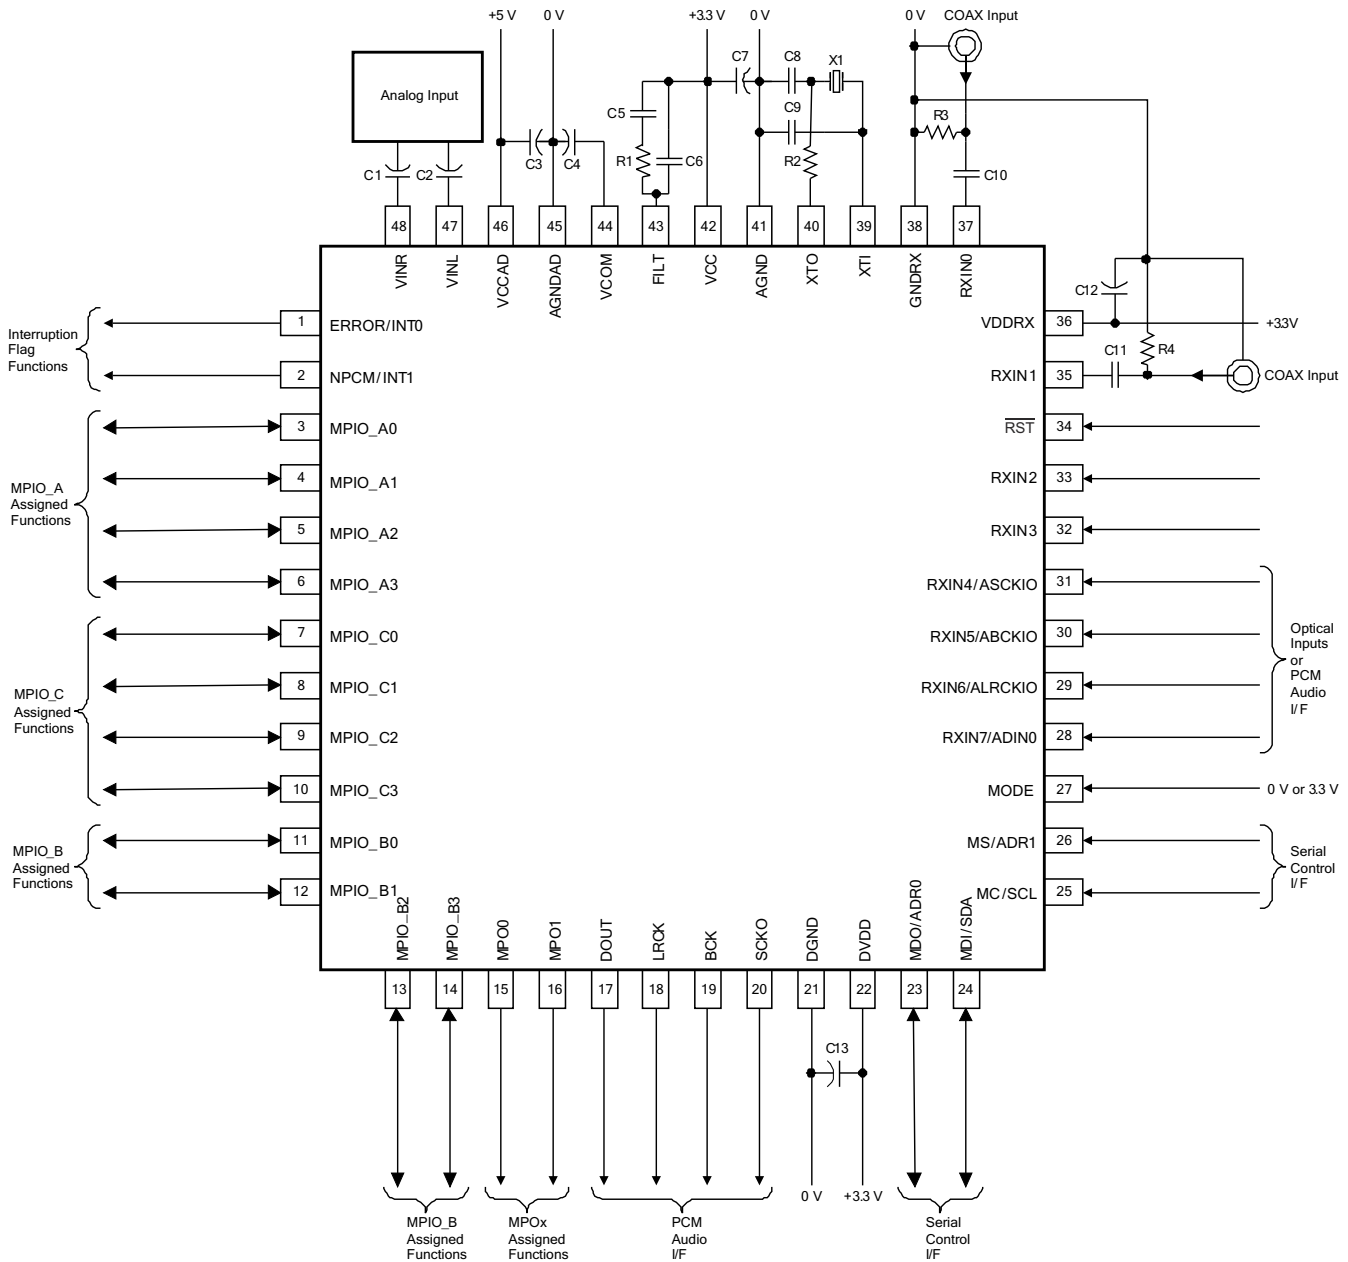 +5 V
0 V
+3.3 V
0 V
0 V
COAX Input
Analog Input
C7
C8
X1
C5
C9
R3
C3
C4
R1
C6
R2
C1
C2
C10
48
47
46
45
44
43
42
41
40
39
38
37
VINR
VINL
VCCAD
AGNDAD
VCOM
FILT
VCC
AGND
XTO
XTI
GNDRX
RXIN0
Interruption
Flag
Functions
1
ERROR/INT0
2
NPCM/INT1
MPIO_A
Assigned
Functions
3
MPIO_A0
4
MPIO_A1
5
MPIO_A2
6
MPIO_A3
MPIO_C
Assigned
Functions
7
MPIO_C0
8
MPIO_C1
9
MPIO_C2
10
MPIO_C3
MPIO_B
Assigned
Functions
11
MPIO_B0
12
MPIO_B1
C12
VDDRX
36
+3.3V
C11
R4
RXIN1
35
COAX Input
RST
34
RXIN2
33
RXIN3
32
RXIN4/ASCKIO
31
RXIN5/ABCKIO
30
RXIN6/ALRCKIO
29
RXIN7/ADIN0
28
Optical
Inputs
or
PCM
Audio
I/F
MODE
27
0 V or 3.3 V
MS/ADR1
26
MC/SCL
25
Serial
Control
I/F
MPIO_B2
MPIO_B3
MPO0
MPO1
DOUT
LRCK
BCK
SCKO
DGND
DVDD
MDO/ADR0
MDI/SDA
13
14
15
16
17
18
19
20
21
22
23
24
C13
0 V
+3.3 V
MPIO_B
Assigned
Functions
MPOx
Assigned
Functions
PCM
Audio
I/F
Serial
Control
I/F